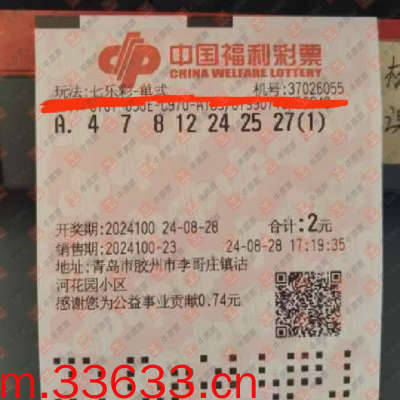 中国福利彩票
CHINA WELFARE LOTTERY
玩法:七乐彩-单式 机号:37026055
A. 4 7 8 12 24 25 27(1)
开奖期:2024100 24-08-28 合计:2元
销售期:2024100-23 24-08-28 17:19:35
地址:青岛市胶州市李哥庄镇沽
河花园小区
感谢您为公益事业贡献0.74元
m.33633.cn